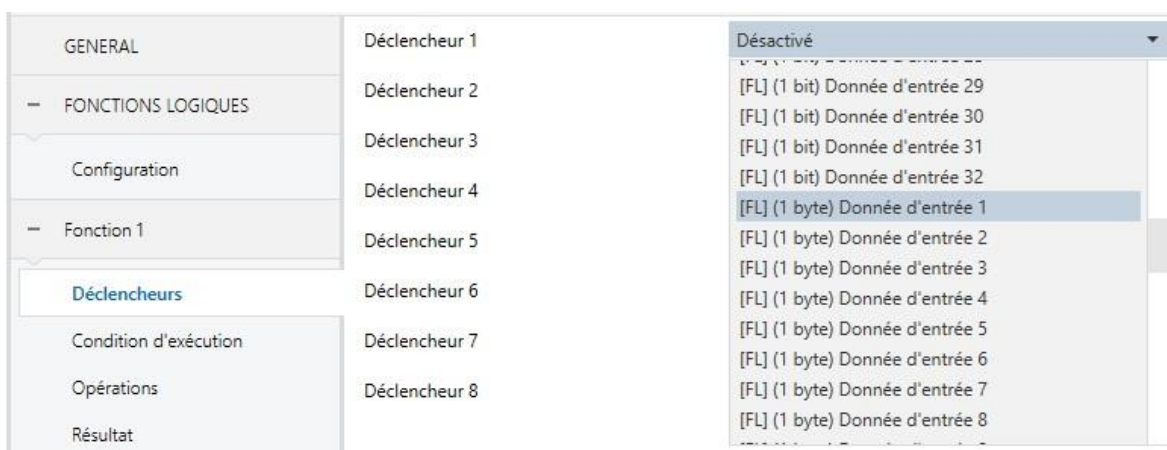 GENERAL
− FONCTIONS LOGIQUES
Configuration
− Fonction 1
Déclencheurs
Condition d'exécution
Opérations
Résultat
Déclencheur 1
Déclencheur 2
Déclencheur 3
Déclencheur 4
Déclencheur 5
Déclencheur 6
Déclencheur 7
Déclencheur 8
Désactivé
[FL] (1 bit) Donnée d'entrée 29
[FL] (1 bit) Donnée d'entrée 30
[FL] (1 bit) Donnée d'entrée 31
[FL] (1 bit) Donnée d'entrée 32
[FL] (1 byte) Donnée d'entrée 1
[FL] (1 byte) Donnée d'entrée 2
[FL] (1 byte) Donnée d'entrée 3
[FL] (1 byte) Donnée d'entrée 4
[FL] (1 byte) Donnée d'entrée 5
[FL] (1 byte) Donnée d'entrée 6
[FL] (1 byte) Donnée d'entrée 7
[FL] (1 byte) Donnée d'entrée 8